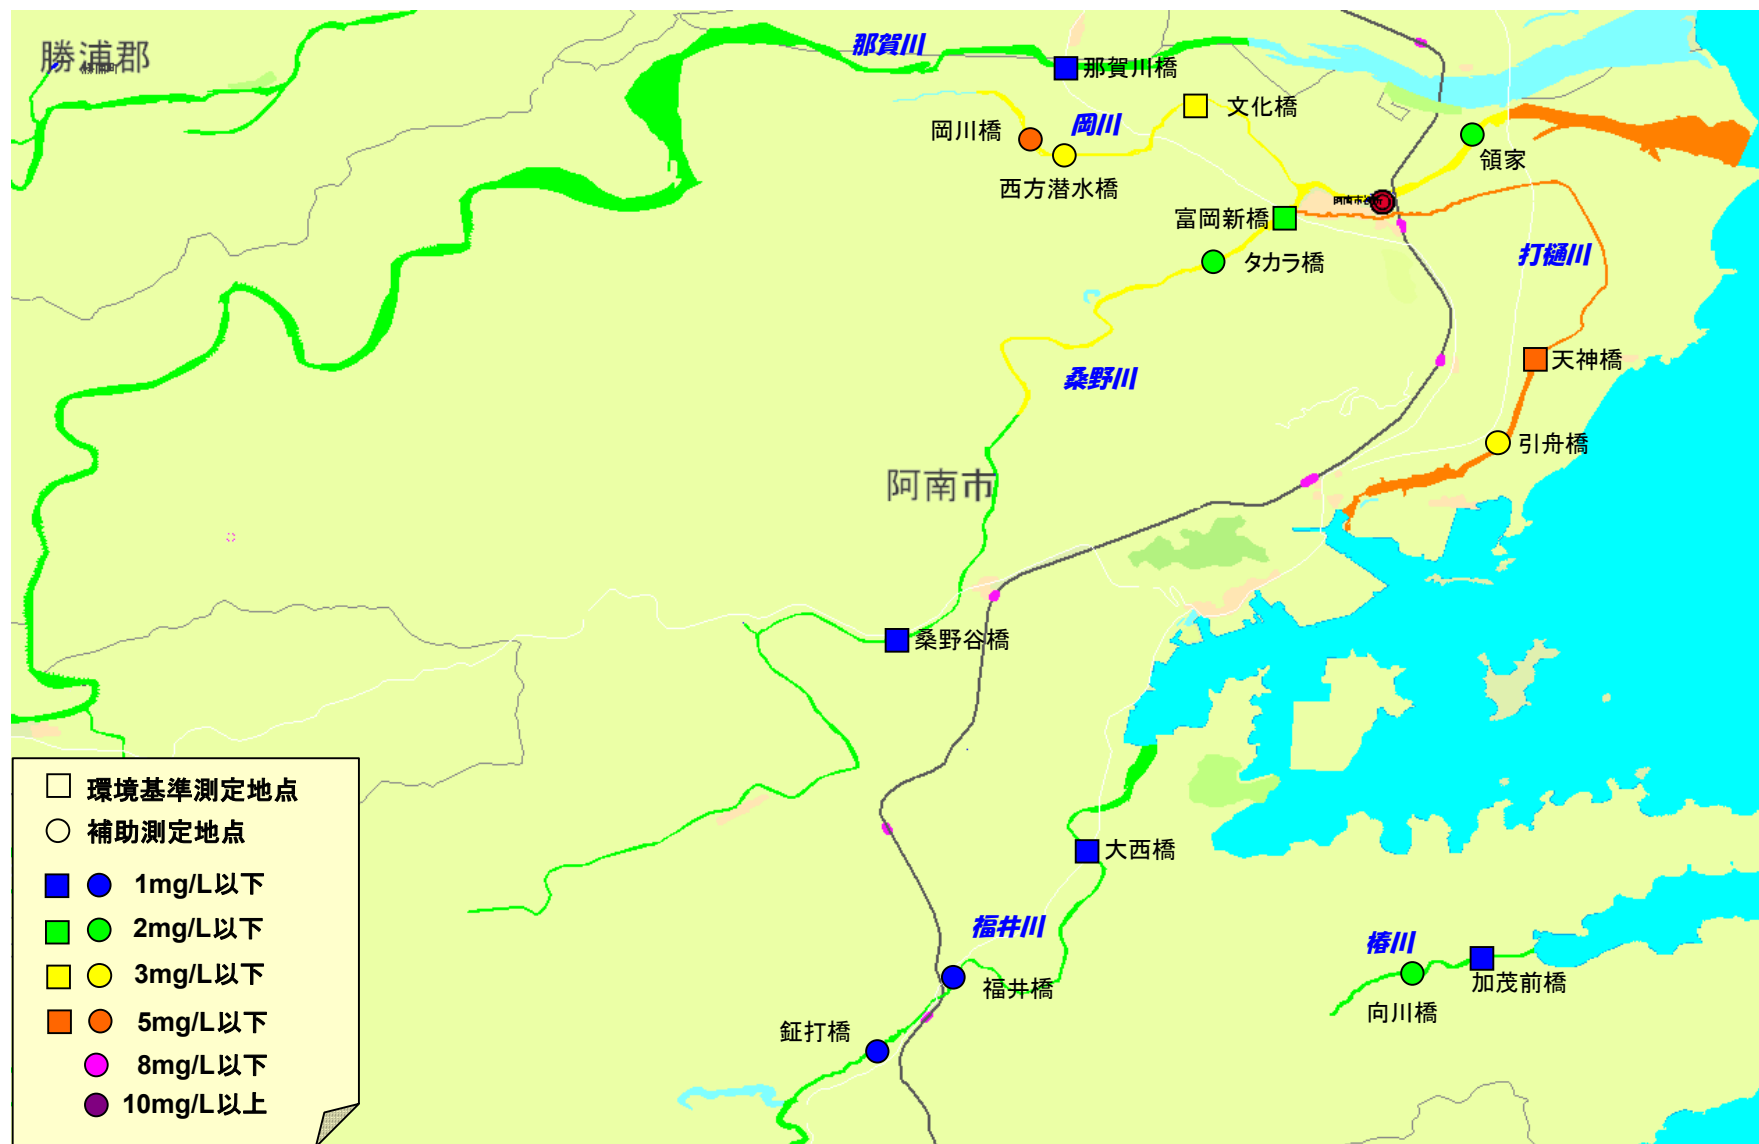 勝浦郡
那賀川
那賀川橋
文化橋
岡川橋
岡川
領家
西方潜水橋
阿南市役所
富岡新橋
打樋川
タカラ橋
天神橋
桑野川
引舟橋
阿南市
桑野谷橋
大西橋
福井川
椿川
福井橋
加茂前橋
向川橋
鉦打橋
環境基準測定地点
補助測定地点
1mg/L以下
2mg/L以下
3mg/L以下
5mg/L以下
8mg/L以下
10mg/L以上